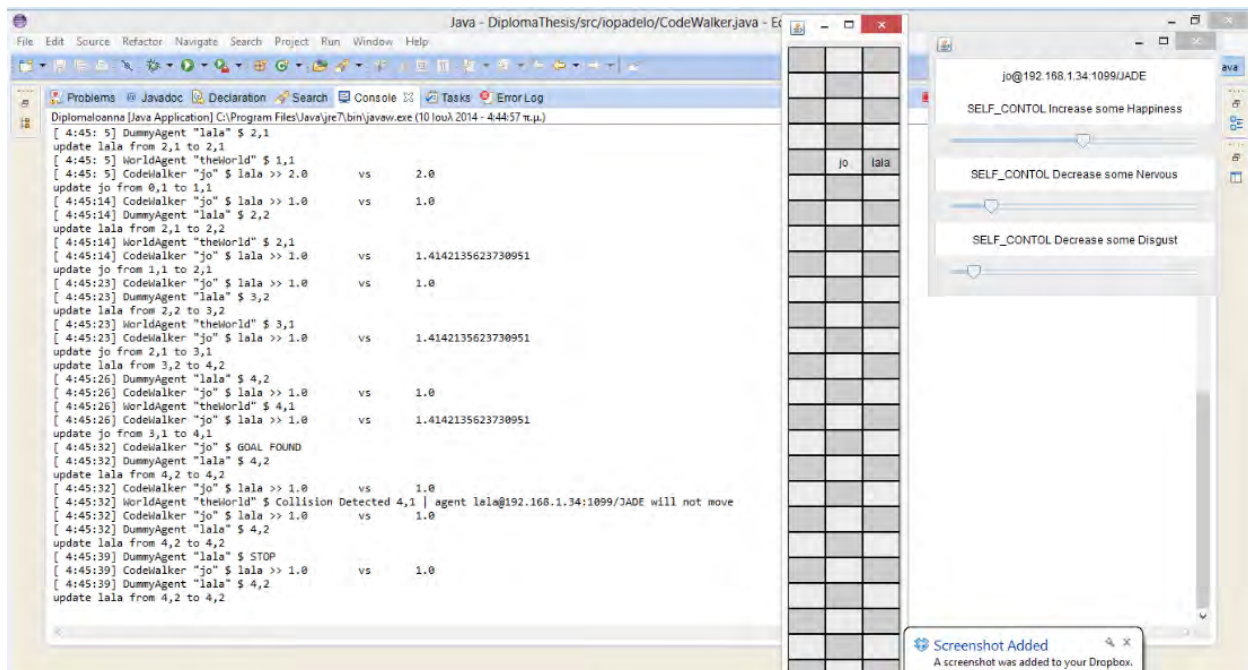 Java - DiplomaThesis/src/iopadelo/CodeWalker.java - Ec
File Edit Source Refactor Navigate Search Project Run Window Help
Problems @ Javadoc Declaration Search Console Tasks Error Log
DiplomaIoanna [Java Application] C:\Program Files\Java\jre7\bin\javaw.exe (10 Ιουλ 2014 - 4:44:57 π.μ.)
[ 4:45: 5] DummyAgent "lala" $ 2,1
update lala from 2,1 to 2,1
[ 4:45: 5] WorldAgent "theWorld" $ 1,1
[ 4:45: 5] CodeWalker "jo" $ lala >> 2.0 vs 2.0
update jo from 0,1 to 1,1
[ 4:45:14] CodeWalker "jo" $ lala >> 1.0 vs 1.0
[ 4:45:14] DummyAgent "lala" $ 2,2
update lala from 2,1 to 2,2
[ 4:45:14] WorldAgent "theWorld" $ 2,1
[ 4:45:14] CodeWalker "jo" $ lala >> 1.0 vs 1.4142135623730951
update jo from 1,1 to 2,1
[ 4:45:23] CodeWalker "jo" $ lala >> 1.0 vs 1.0
[ 4:45:23] DummyAgent "lala" $ 3,2
update lala from 2,2 to 3,2
[ 4:45:23] WorldAgent "theWorld" $ 3,1
[ 4:45:23] CodeWalker "jo" $ lala >> 1.0 vs 1.4142135623730951
update jo from 2,1 to 3,1
update lala from 3,2 to 4,2
[ 4:45:26] DummyAgent "lala" $ 4,2
[ 4:45:26] CodeWalker "jo" $ lala >> 1.0 vs 1.0
[ 4:45:26] WorldAgent "theWorld" $ 4,1
[ 4:45:26] CodeWalker "jo" $ lala >> 1.0 vs 1.4142135623730951
update jo from 3,1 to 4,1
[ 4:45:32] CodeWalker "jo" $ GOAL FOUND
[ 4:45:32] DummyAgent "lala" $ 4,2
update lala from 4,2 to 4,2
[ 4:45:32] CodeWalker "jo" $ lala >> 1.0 vs 1.0
[ 4:45:32] WorldAgent "theWorld" $ Collision Detected 4,1 | agent lala@192.168.1.34:1099/JADE will not move
[ 4:45:32] CodeWalker "jo" $ lala >> 1.0 vs 1.0
[ 4:45:32] DummyAgent "lala" $ 4,2
update lala from 4,2 to 4,2
[ 4:45:39] DummyAgent "lala" $ STOP
[ 4:45:39] CodeWalker "jo" $ lala >> 1.0 vs 1.0
[ 4:45:39] DummyAgent "lala" $ 4,2
update lala from 4,2 to 4,2
jo lala
jo@192.168.1.34:1099/JADE
SELF_CONTOL Increase some Happiness
SELF_CONTOL Decrease some Nervous
SELF_CONTOL Decrease some Disgust
ava
Screenshot Added
A screenshot was added to your Dropbox.